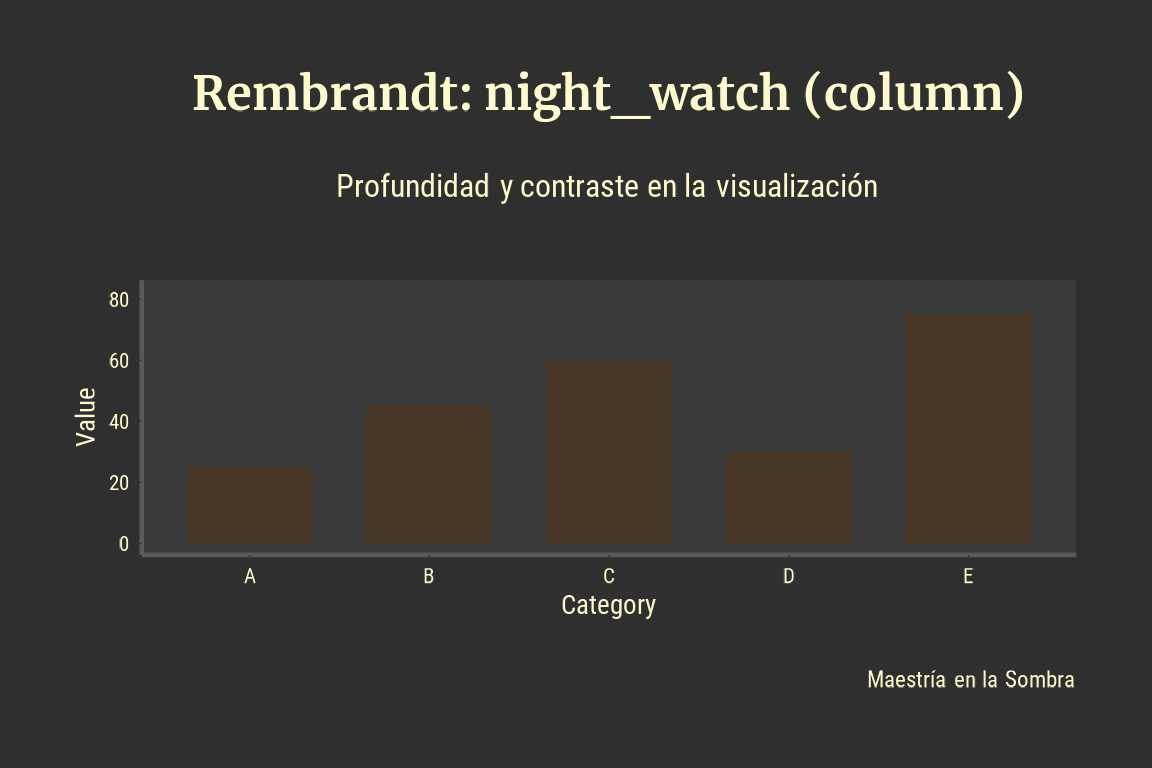 Rembrandt: night_watch (column)
Profundidad y contraste en la visualización
80
60
40
20
0
Value
A B C D E
Category
Maestría en la Sombra